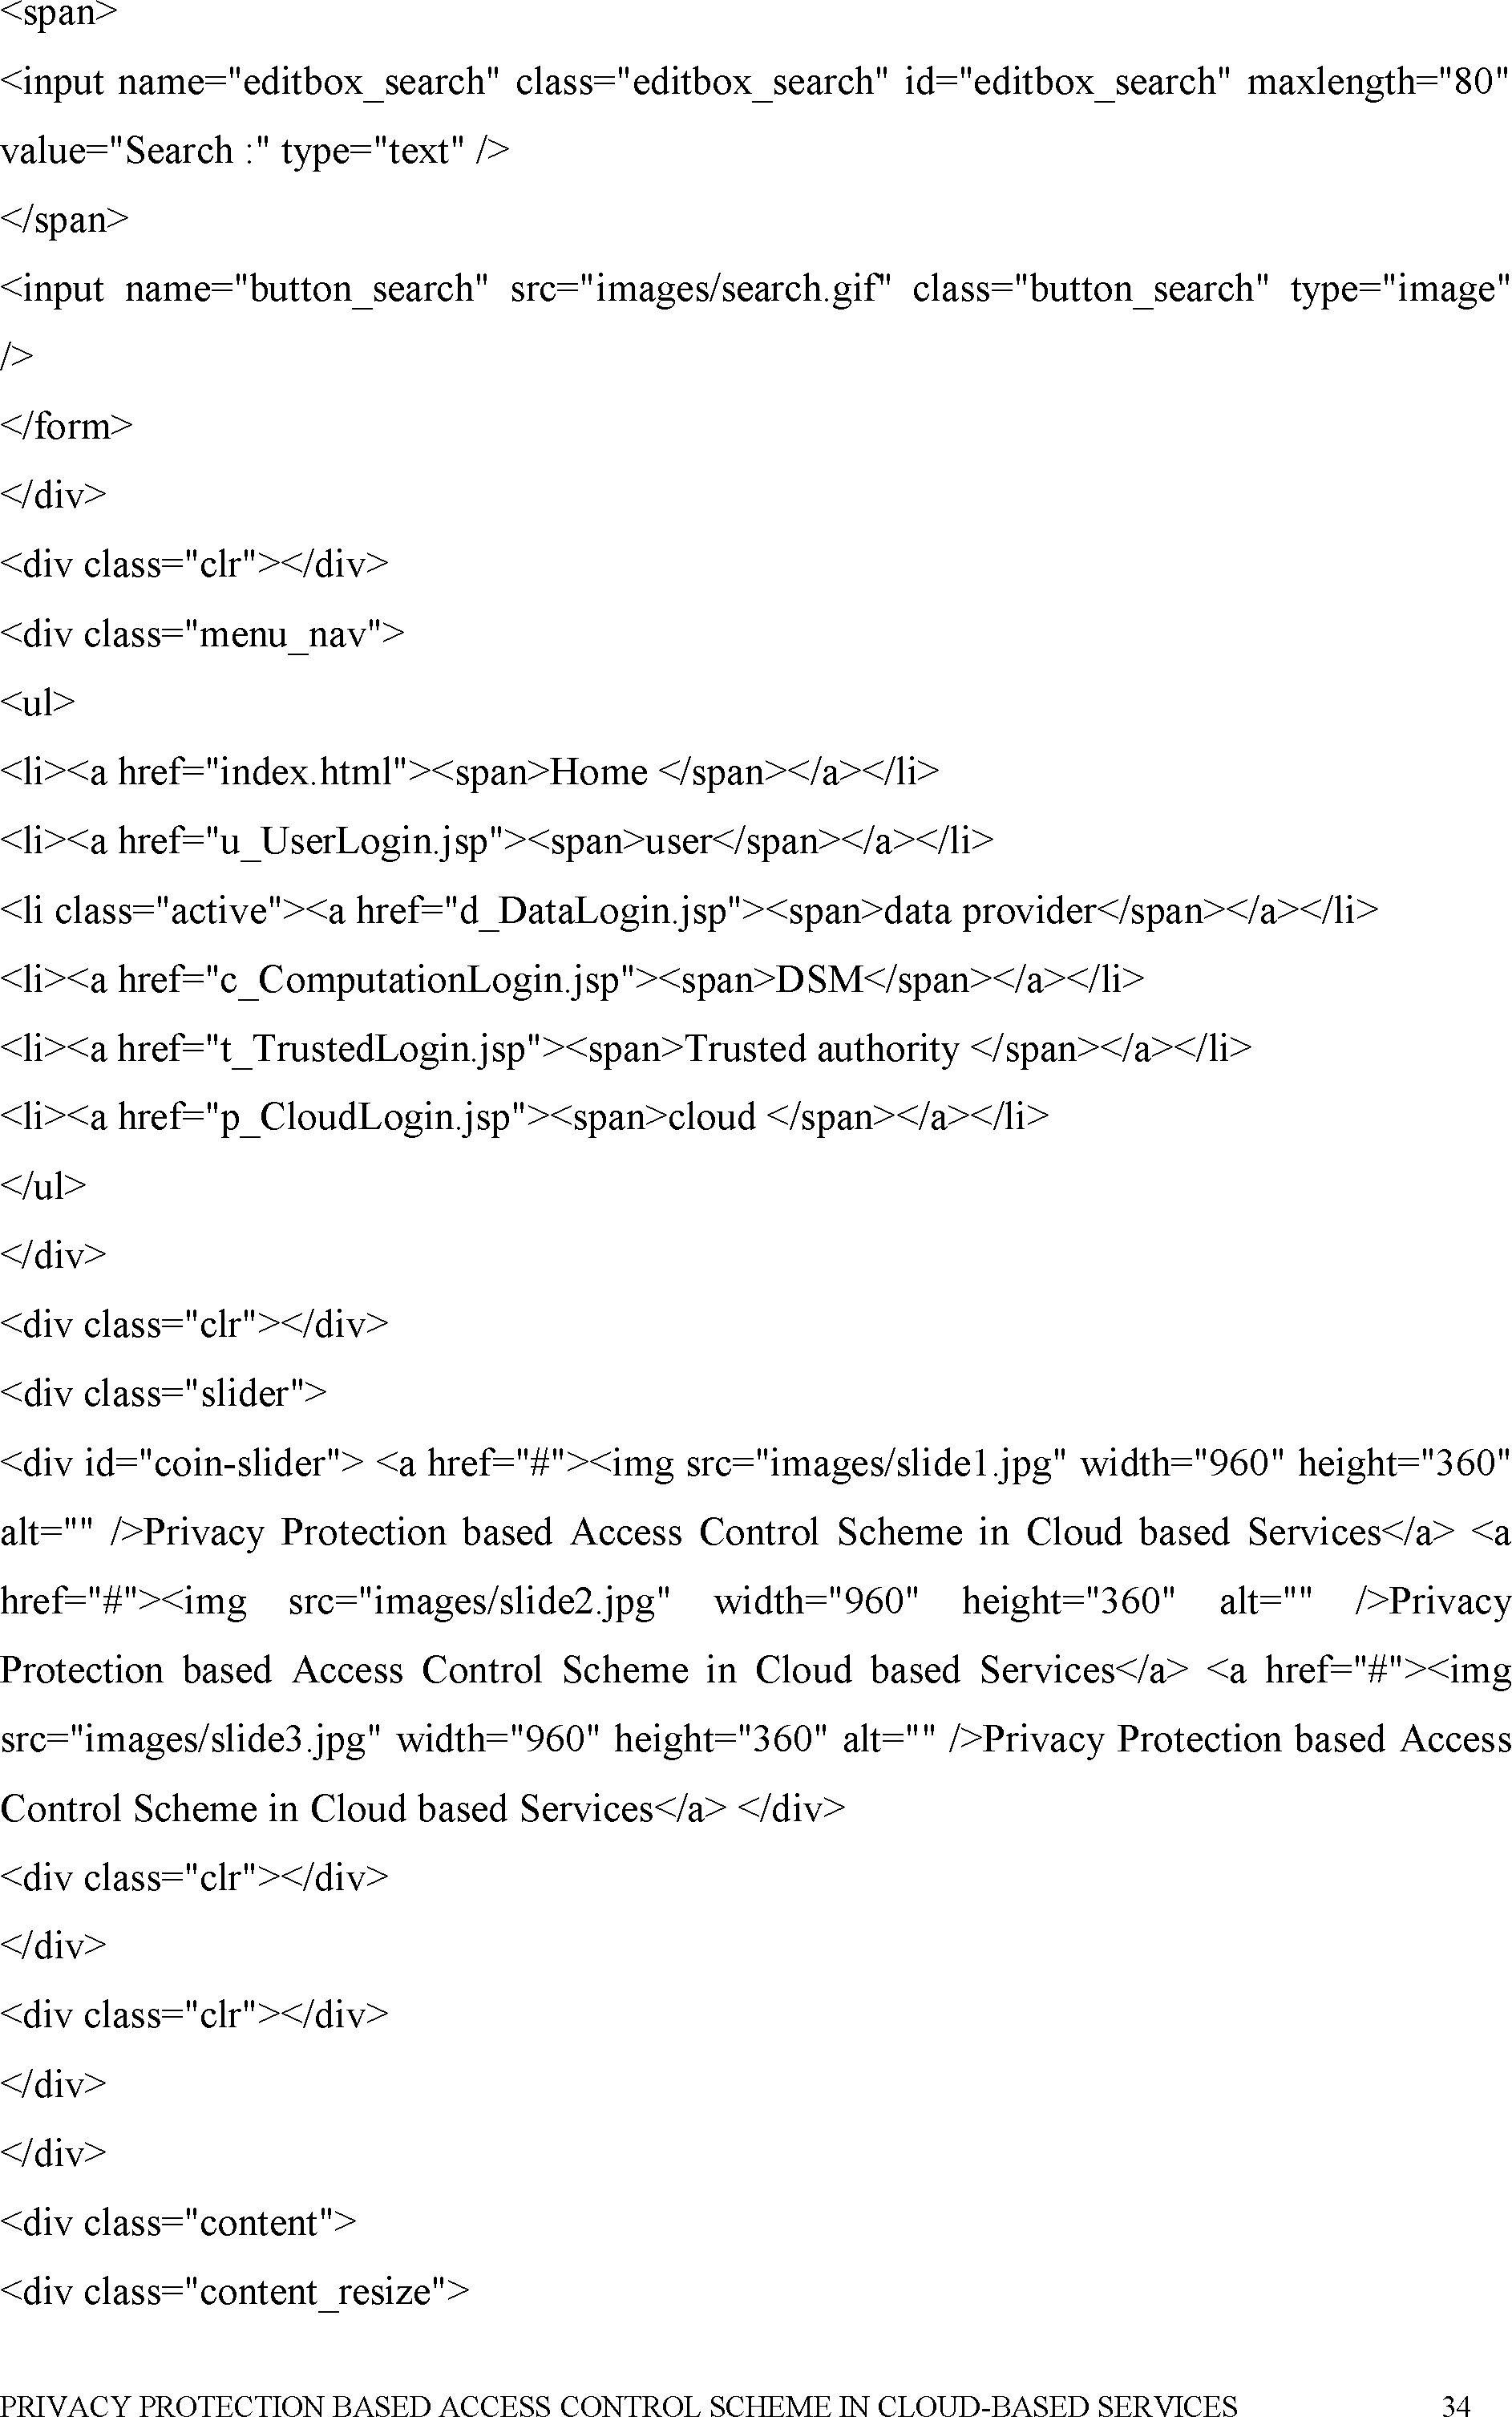 <span>
<input name="editbox_search" class="editbox_search" id="editbox_search" maxlength="80"
value="Search :" type="text" />
</span>
<input name="button_search" src="images/search.gif" class="button_search" type="image"
/>
</form>
</div>
<div class="clr"></div>
<div class="menu_nav">
<ul>
<li><a href="index.html"><span>Home </span></a></li>
<li><a href="u_UserLogin.jsp"><span>user</span></a></li>
<li class="active"><a href="d_DataLogin.jsp"><span>data provider</span></a></li>
<li><a href="c_ComputationLogin.jsp"><span>DSM</span></a></li>
<li><a href="t_TrustedLogin.jsp"><span>Trusted authority </span></a></li>
<li><a href="p_CloudLogin.jsp"><span>cloud </span></a></li>
</ul>
</div>
<div class="clr"></div>
<div class="slider">
<div id="coin-slider"> <a href="#"><img src="images/slide1.jpg" width="960" height="360"
alt="" />Privacy Protection based Access Control Scheme in Cloud based Services</a> <a
href="#"><img src="images/slide2.jpg" width="960" height="360" alt="" />Privacy
Protection based Access Control Scheme in Cloud based Services</a> <a href="#"><img
src="images/slide3.jpg" width="960" height="360" alt="" />Privacy Protection based Access
Control Scheme in Cloud based Services</a> </div>
<div class="clr"></div>
</div>
<div class="clr"></div>
</div>
</div>
<div class="content">
<div class="content_resize">
PRIVACY PROTECTION BASED ACCESS CONTROL SCHEME IN CLOUD-BASED SERVICES 34